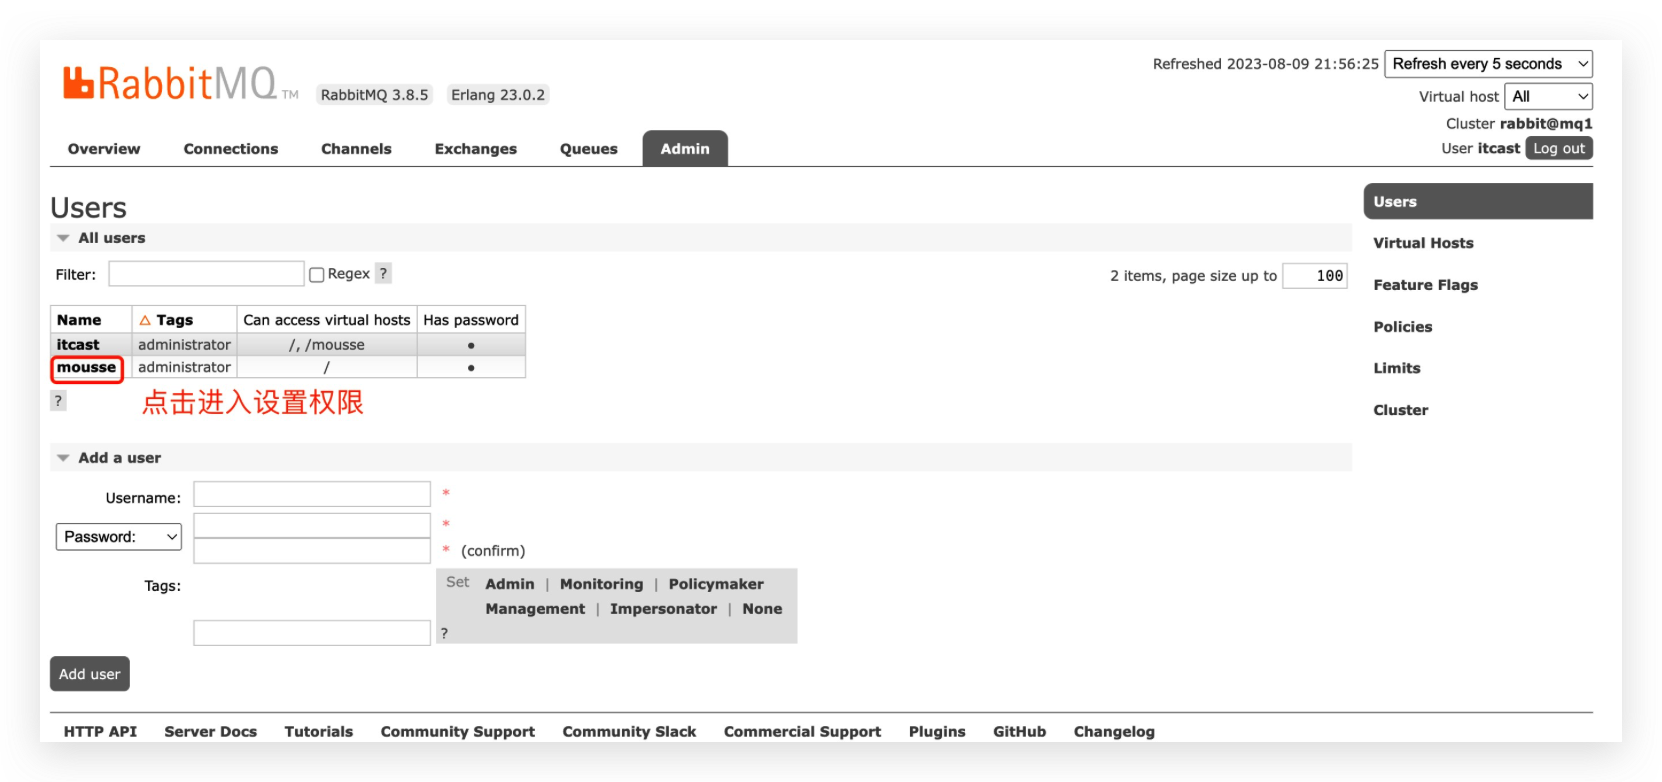 RabbitMQ TM RabbitMQ 3.8.5 Erlang 23.0.2
Refreshed 2023-08-09 21:56:25 Refresh every 5 seconds
Virtual host All
Cluster rabbit@mq1
User itcast Log out
Overview Connections Channels Exchanges Queues Admin
Users
All users
Filter: Regex ? 2 items, page size up to 100
Name Tags Can access virtual hosts Has password
itcast administrator /, /mousse ●
mousse administrator / ●
? 点击进入设置权限
Add a user
Username: *
Password: *
* (confirm)
Tags: Set Admin | Monitoring | Policymaker
Management | Impersonator | None
?
Add user
Users
Virtual Hosts
Feature Flags
Policies
Limits
Cluster
HTTP API Server Docs Tutorials Community Support Community Slack Commercial Support Plugins GitHub Changelog